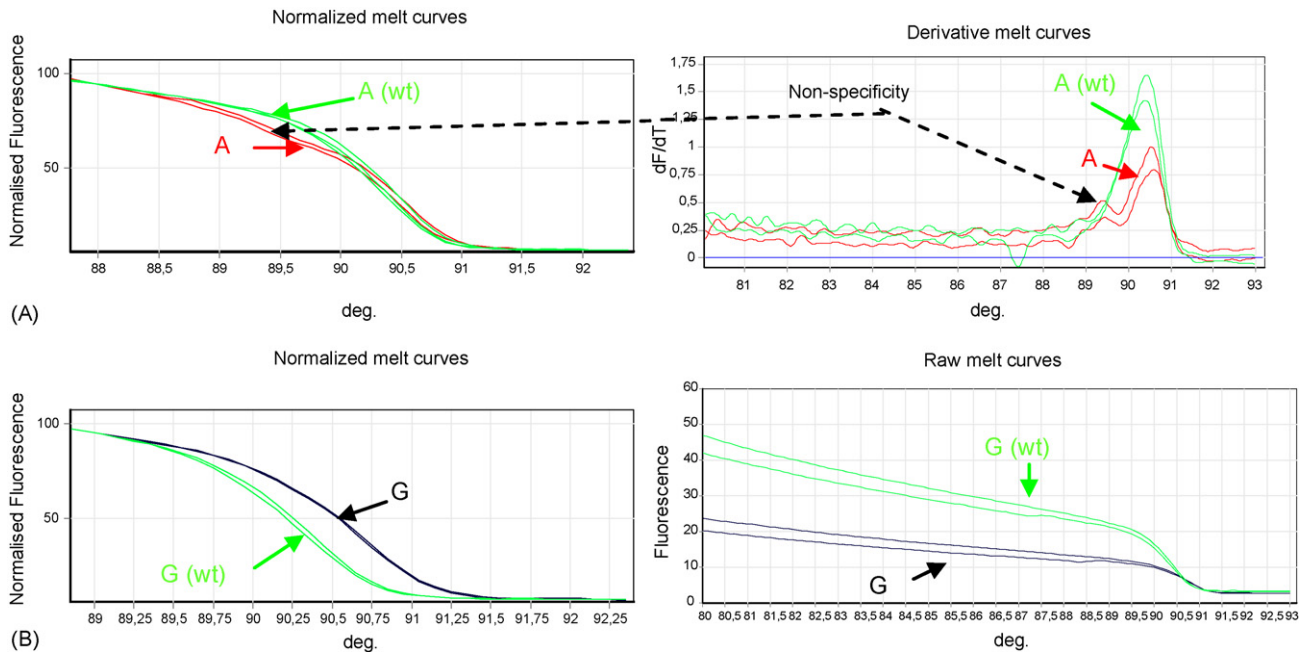 Normalized melt curves
Normalised Fluorescence
100
50
A (wt)
A
88 88,5 89 89,5 90 90,5 91 91,5 92
deg.
(A)
Derivative melt curves
dF/dT
1,75
1,5
1,25
1
0,75
0,5
0,25
0
Non-specificity
A (wt)
A
81 82 83 84 85 86 87 88 89 90 91 92 93
deg.
Normalized melt curves
Normalised Fluorescence
100
50
G
G (wt)
89 89,25 89,5 89,75 90 90,25 90,5 90,75 91 91,25 91,5 91,75 92 92,25
deg.
(B)
Raw melt curves
Fluorescence
60
50
40
30
20
10
0
G (wt)
G
80 80,5 81 81,5 82 82,5 83 83,5 84 84,5 85 85,5 86 86,5 87 87,5 88 88,5 89 89,5 90 90,5 91 91,5 92 92,5 93
deg.